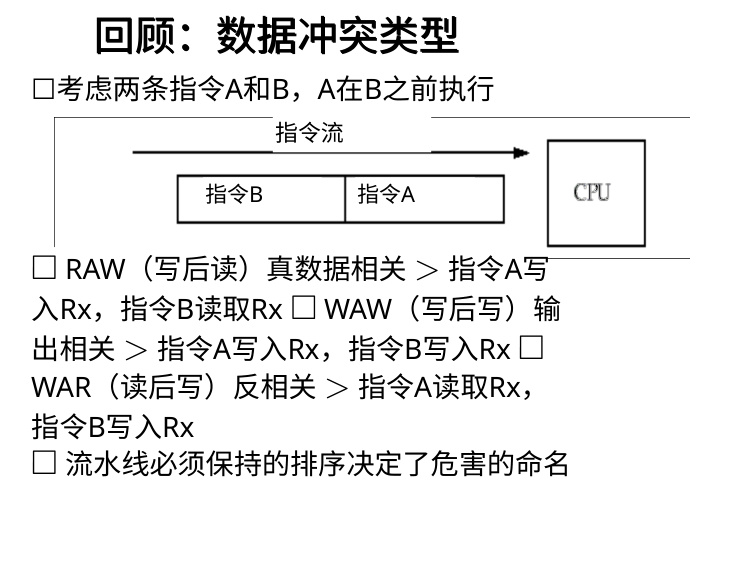 回顾：数据冲突类型
□考虑两条指令A和B，A在B之前执行
指令流
指令B
指令A
CPU
□ RAW（写后读）真数据相关 > 指令A写
入Rx，指令B读取Rx □ WAW（写后写）输
出相关 > 指令A写入Rx，指令B写入Rx □
WAR（读后写）反相关 > 指令A读取Rx，
指令B写入Rx
□ 流水线必须保持的排序决定了危害的命名